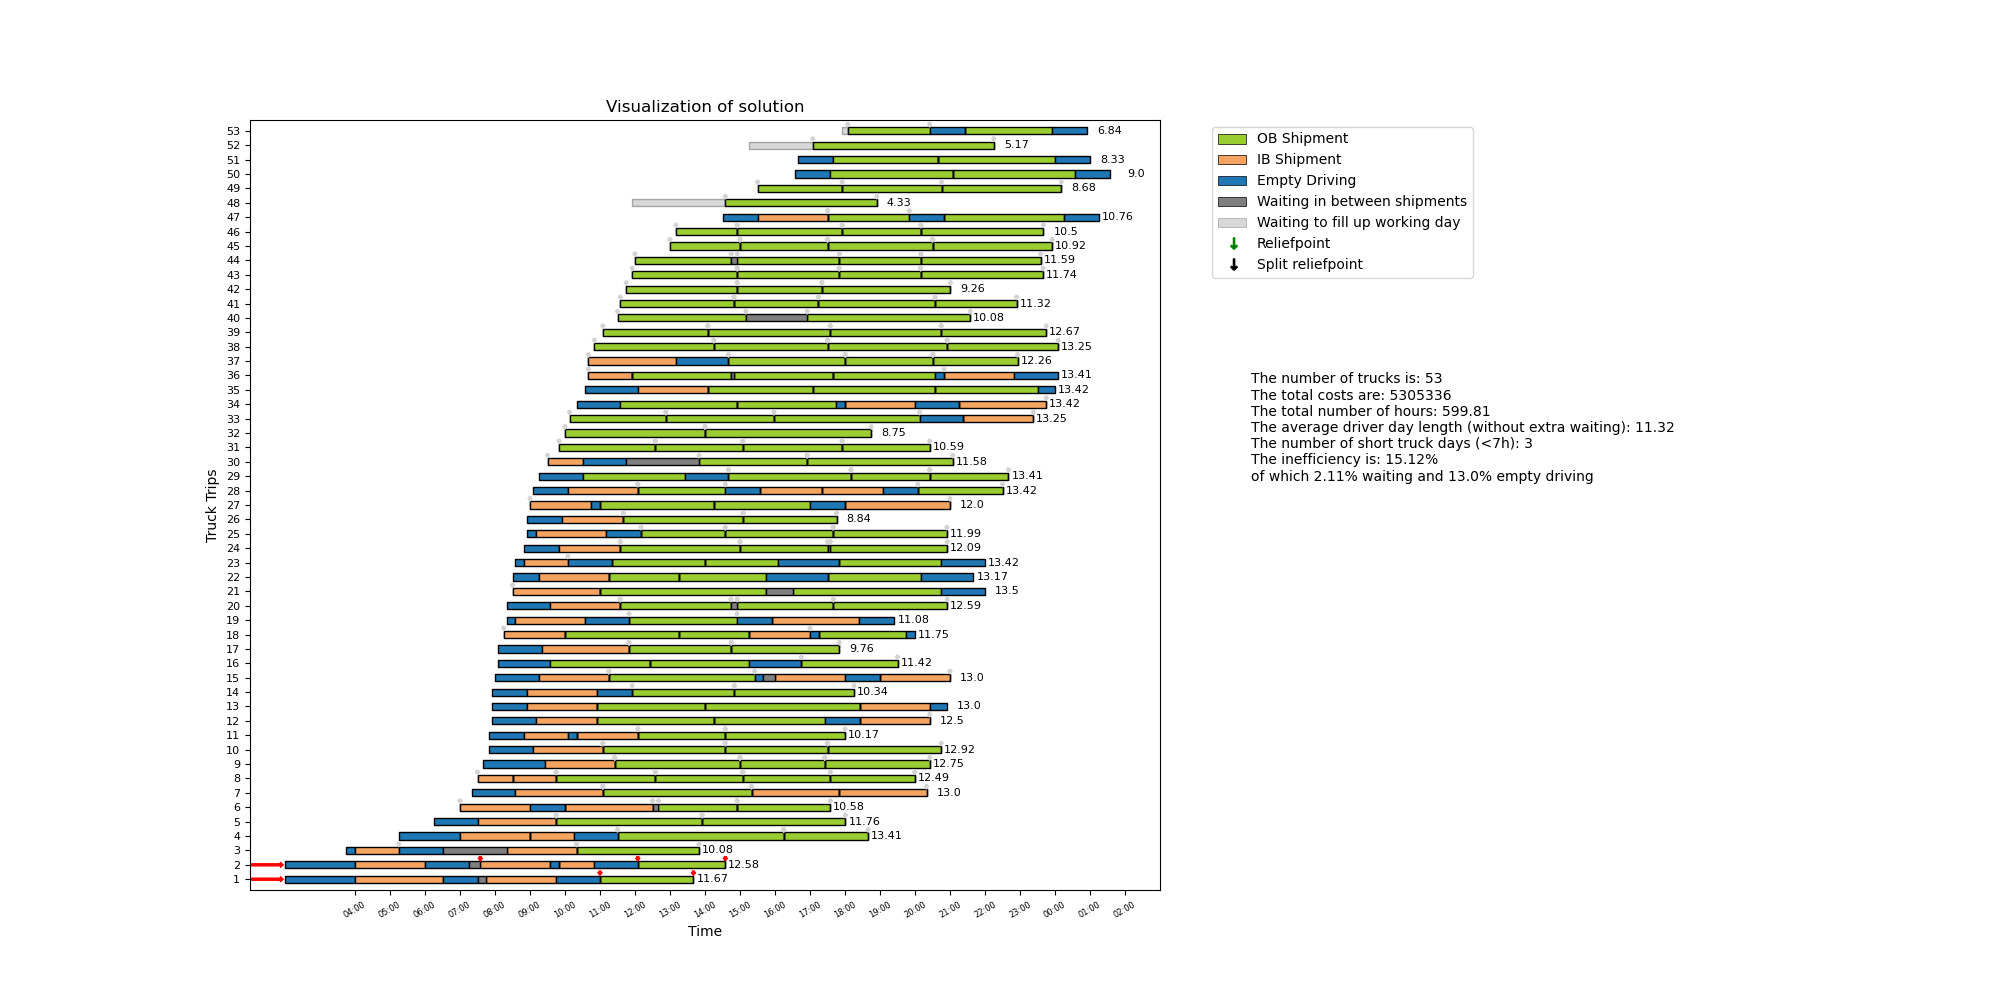 Visualization of solution
53 6.84
52 5.17
51 8.33
50 9.0
49 8.68
48 4.33
47 10.76
46 10.5
45 10.92
44 11.59
43 11.74
42 9.26
41 11.32
40 10.08
39 12.67
38 13.25
37 12.26
36 13.41
35 13.42
34 13.42
33 13.25
32 8.75
31 10.59
30 11.58
29 13.41
28 13.42
27 12.0
26 8.84
25 11.99
24 12.09
23 13.42
22 13.17
21 13.5
20 12.59
19 11.08
18 11.75
17 9.76
16 11.42
15 13.0
14 10.34
13 13.0
12 12.5
11 10.17
10 12.92
9 12.75
8 12.49
7 13.0
6 10.58
5 11.76
4 13.41
3 10.08
2 12.58
1 11.67
Truck Trips
04:00 05:00 06:00 07:00 08:00 09:00 10:00 11:00 12:00 13:00 14:00 15:00 16:00 17:00 18:00 19:00 20:00 21:00 22:00 23:00 00:00 01:00 02:00
Time
OB Shipment
IB Shipment
Empty Driving
Waiting in between shipments
Waiting to fill up working day
Reliefpoint
Split reliefpoint
The number of trucks is: 53
The total costs are: 5305336
The total number of hours: 599.81
The average driver day length (without extra waiting): 11.32
The number of short truck days (<7h): 3
The inefficiency is: 15.12%
of which 2.11% waiting and 13.0% empty driving